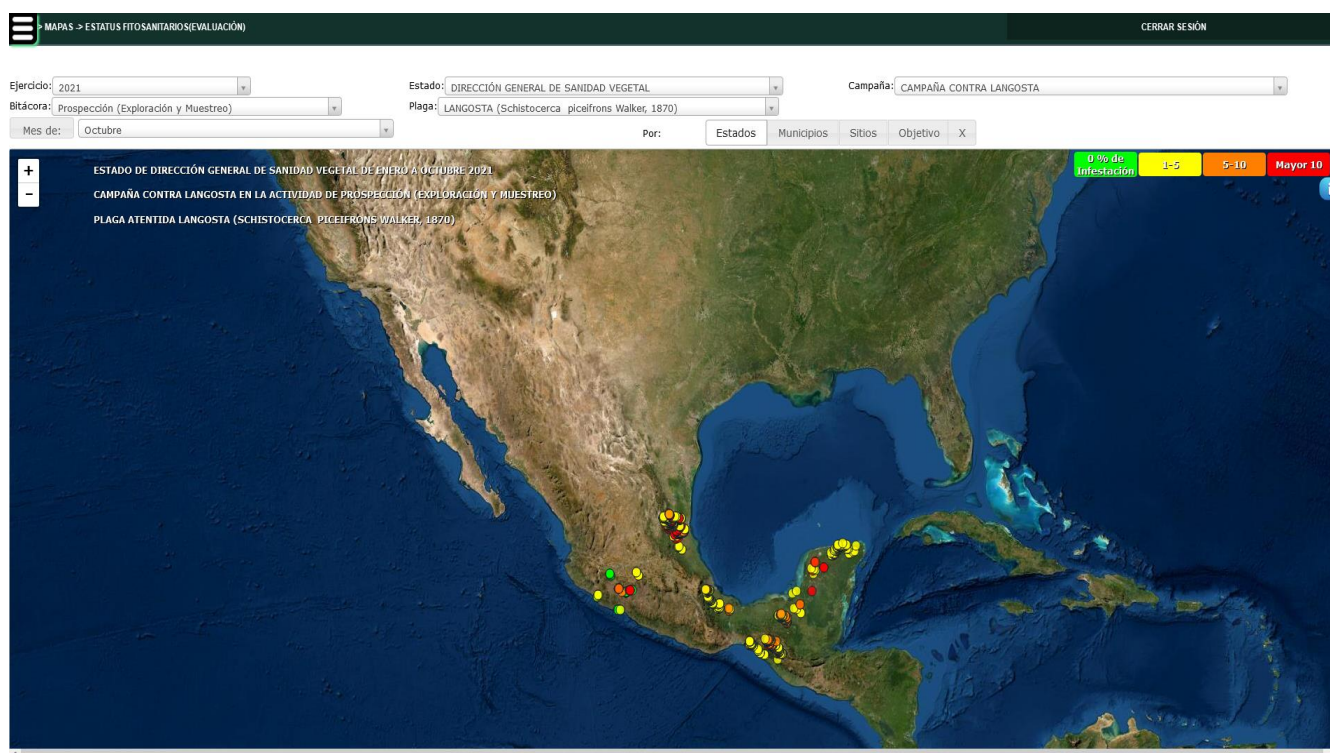 > MAPAS -> ESTATUS FITOSANITARIOS(EVALUACIÓN)
CERRAR SESIÓN
Ejercicio: 2021
Estado: DIRECCIÓN GENERAL DE SANIDAD VEGETAL
Campaña: CAMPAÑA CONTRA LANGOSTA
Bitácora: Prospección (Exploración y Muestreo)
Plaga: LANGOSTA (Schistocerca piceifrons Walker, 1870)
Mes de: Octubre
Por: Estados Municipios Sitios Objetivo X
+
-
ESTADO DE DIRECCIÓN GENERAL DE SANIDAD VEGETAL DE ENERO A OCTUBRE 2021
CAMPAÑA CONTRA LANGOSTA EN LA ACTIVIDAD DE PROSPECCIÓN (EXPLORACIÓN Y MUESTREO)
PLAGA ATENTIDA LANGOSTA (SCHISTOCERCA PICEIFRONS WALKER, 1870)
0 % de
Infestación
1-5
5-10
Mayor 10